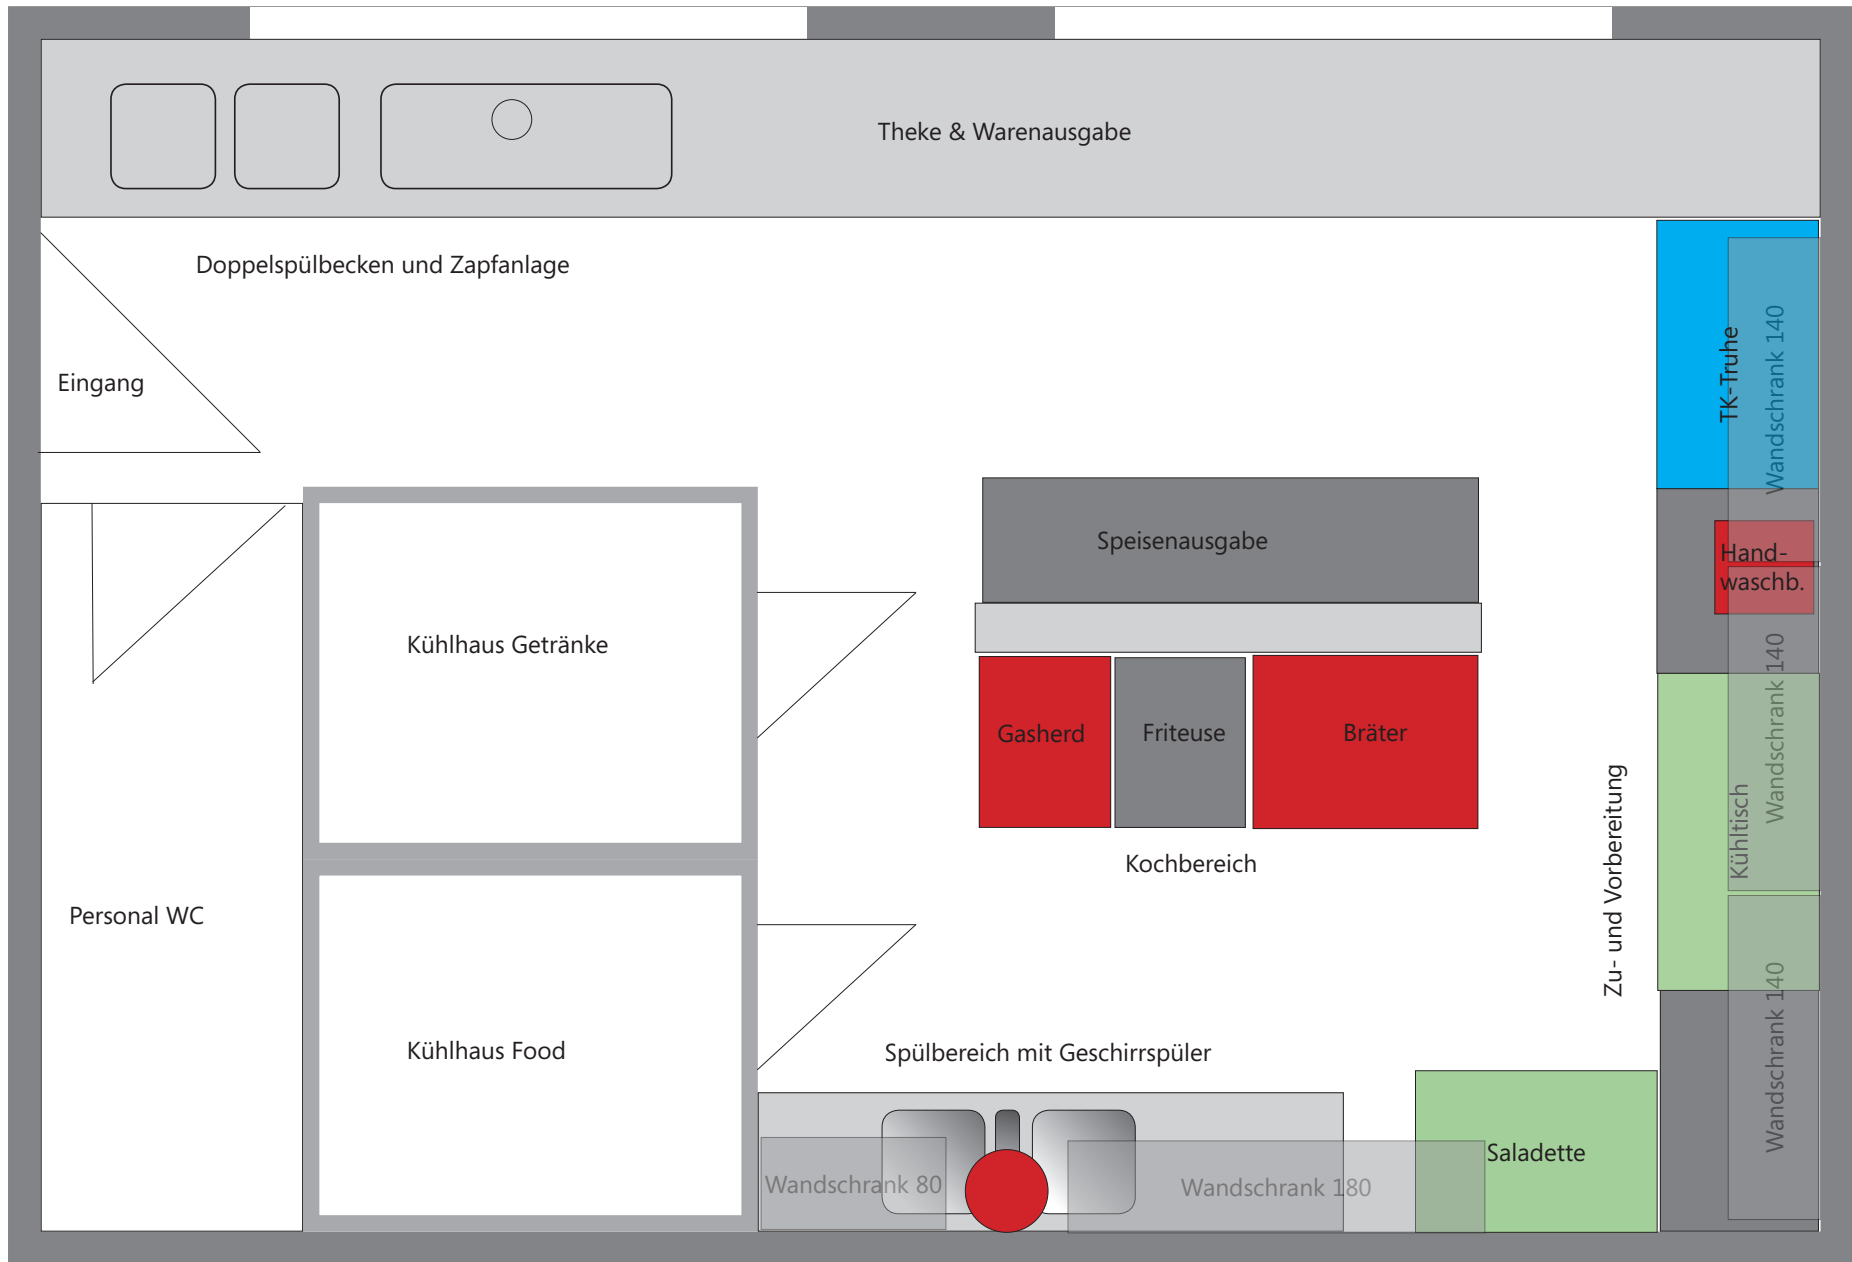 Theke & Warenausgabe
Doppelspülbecken und Zapfanlage
Eingang
TK-Truhe
Wandschrank 140
Speisenausgabe
Hand-
waschb.
Kühlhaus Getränke
Wandschrank 140
Gasherd
Friteuse
Bräter
Kühltisch
Kochbereich
Zu- und Vorbereitung
Personal WC
Wandschrank 140
Kühlhaus Food
Spülbereich mit Geschirrspüler
Saladette
Wandschrank 80
Wandschrank 180